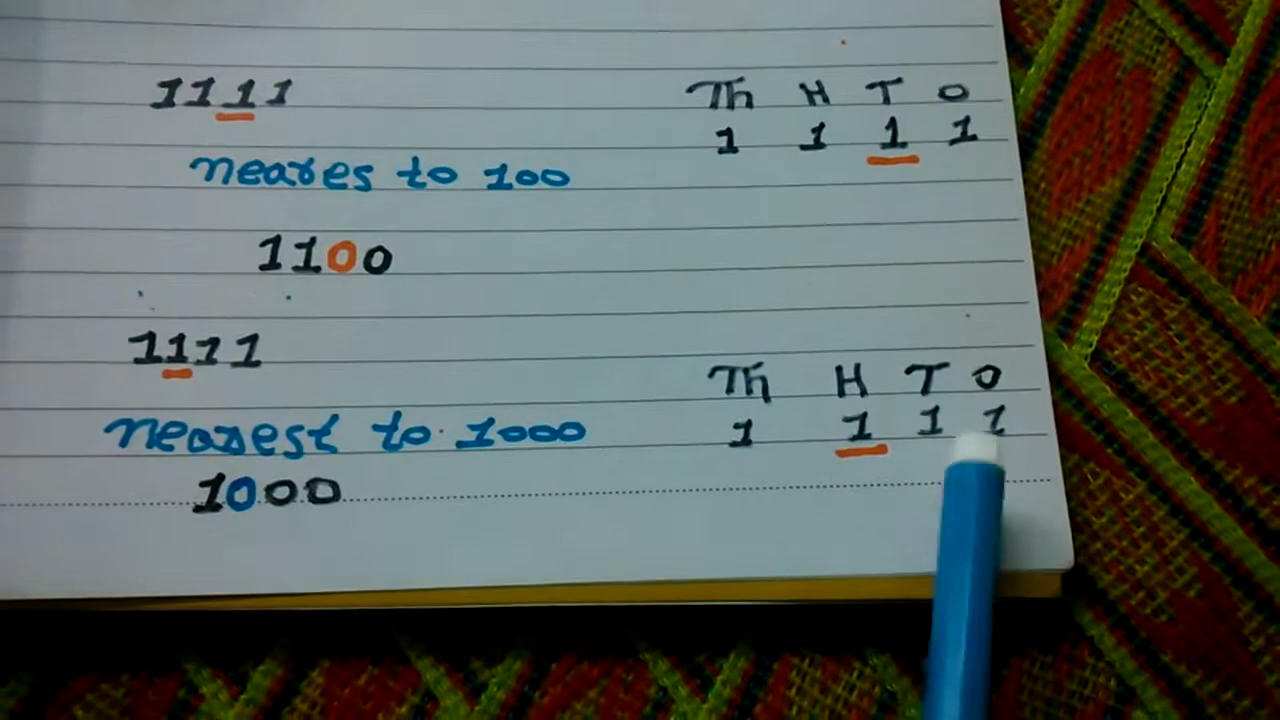 1111
Th H T O
1 1 1 1
neares to 100
1100
1111
Th H T O
1 1 1 1
nearest to 1000
1000